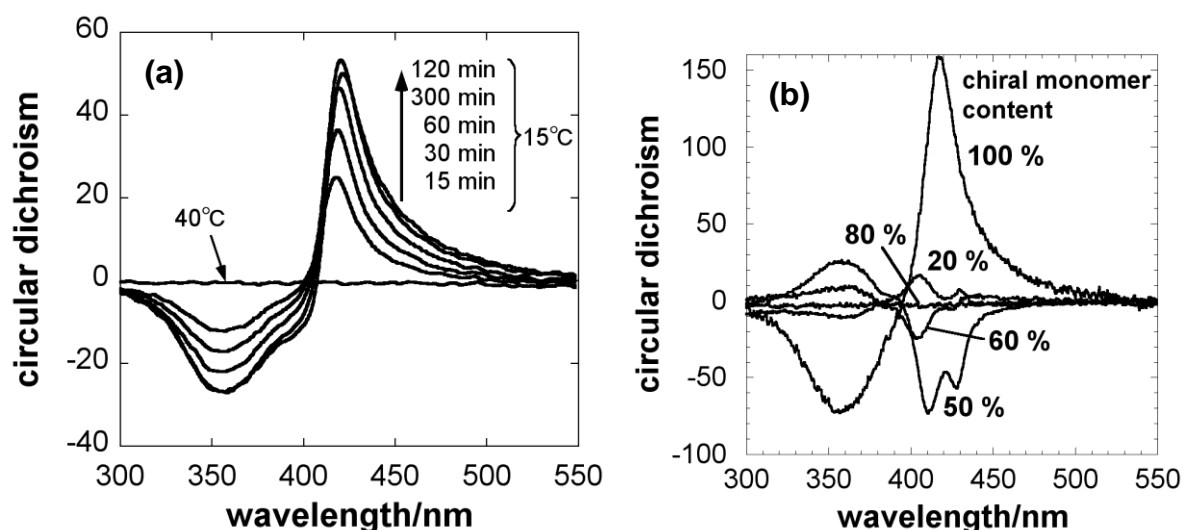 (a)
circular dichroism
60
40
20
0
-20
-40
120 min
300 min
60 min
30 min
15 min
15°C
40°C
300 350 400 450 500 550
wavelength/nm
(b)
circular dichroism
150
100
50
0
-50
-100
chiral monomer
content
100 %
80 %
20 %
60 %
50 %
300 350 400 450 500 550
wavelength/nm